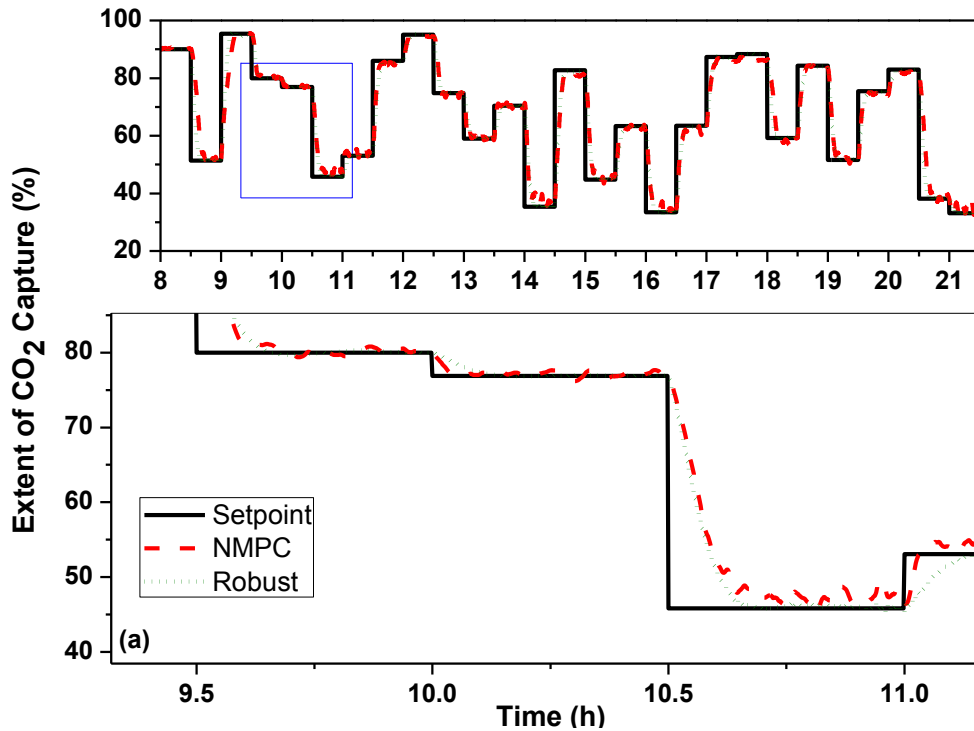 100
80
60
40
20
8 9 10 11 12 13 14 15 16 17 18 19 20 21
Extent of CO2 Capture (%)
80
70
60
50
40
Setpoint
NMPC
Robust
(a)
9.5 10.0 10.5 11.0
Time (h)